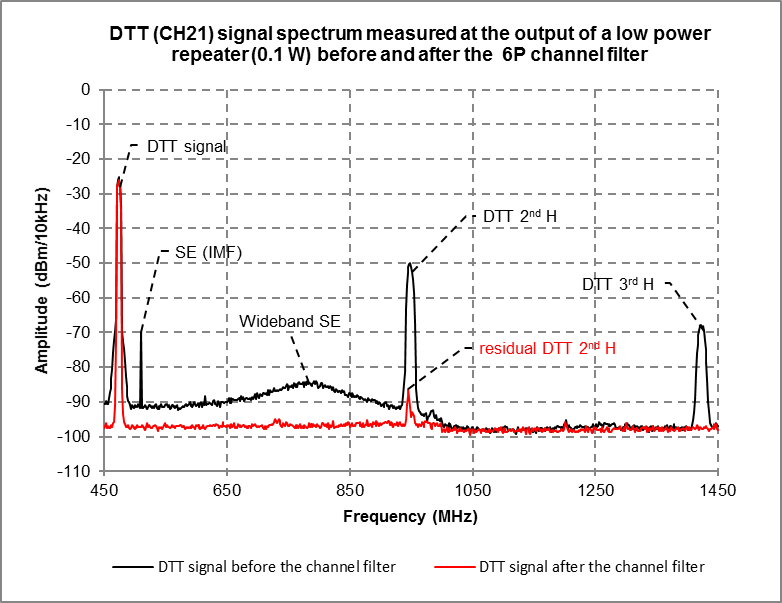 DTT (CH21) signal spectrum measured at the output of a low power
repeater (0.1 W) before and after the 6P channel filter
0
-10
-20
-30
-40
-50
-60
-70
-80
-90
-100
-110
Amplitude (dBm/10kHz)
DTT signal
SE (IMF)
Wideband SE
DTT 2nd H
DTT 3rd H
residual DTT 2nd H
450
650
850
1050
1250
1450
Frequency (MHz)
DTT signal before the channel filter
DTT signal after the channel filter